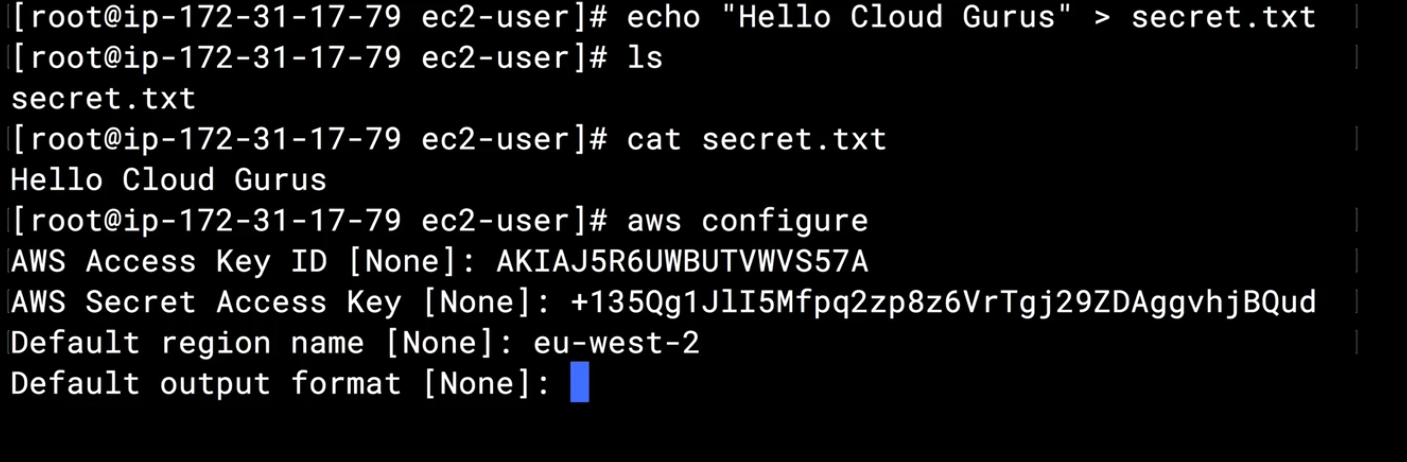 [root@ip-172-31-17-79 ec2-user]# echo "Hello Cloud Gurus" > secret.txt
[root@ip-172-31-17-79 ec2-user]# ls
secret.txt
[root@ip-172-31-17-79 ec2-user]# cat secret.txt
Hello Cloud Gurus
[root@ip-172-31-17-79 ec2-user]# aws configure
AWS Access Key ID [None]: AKIAJ5R6UWBUTVWVS57A
AWS Secret Access Key [None]: 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
Default region name [None]: eu-west-2
Default output format [None]: